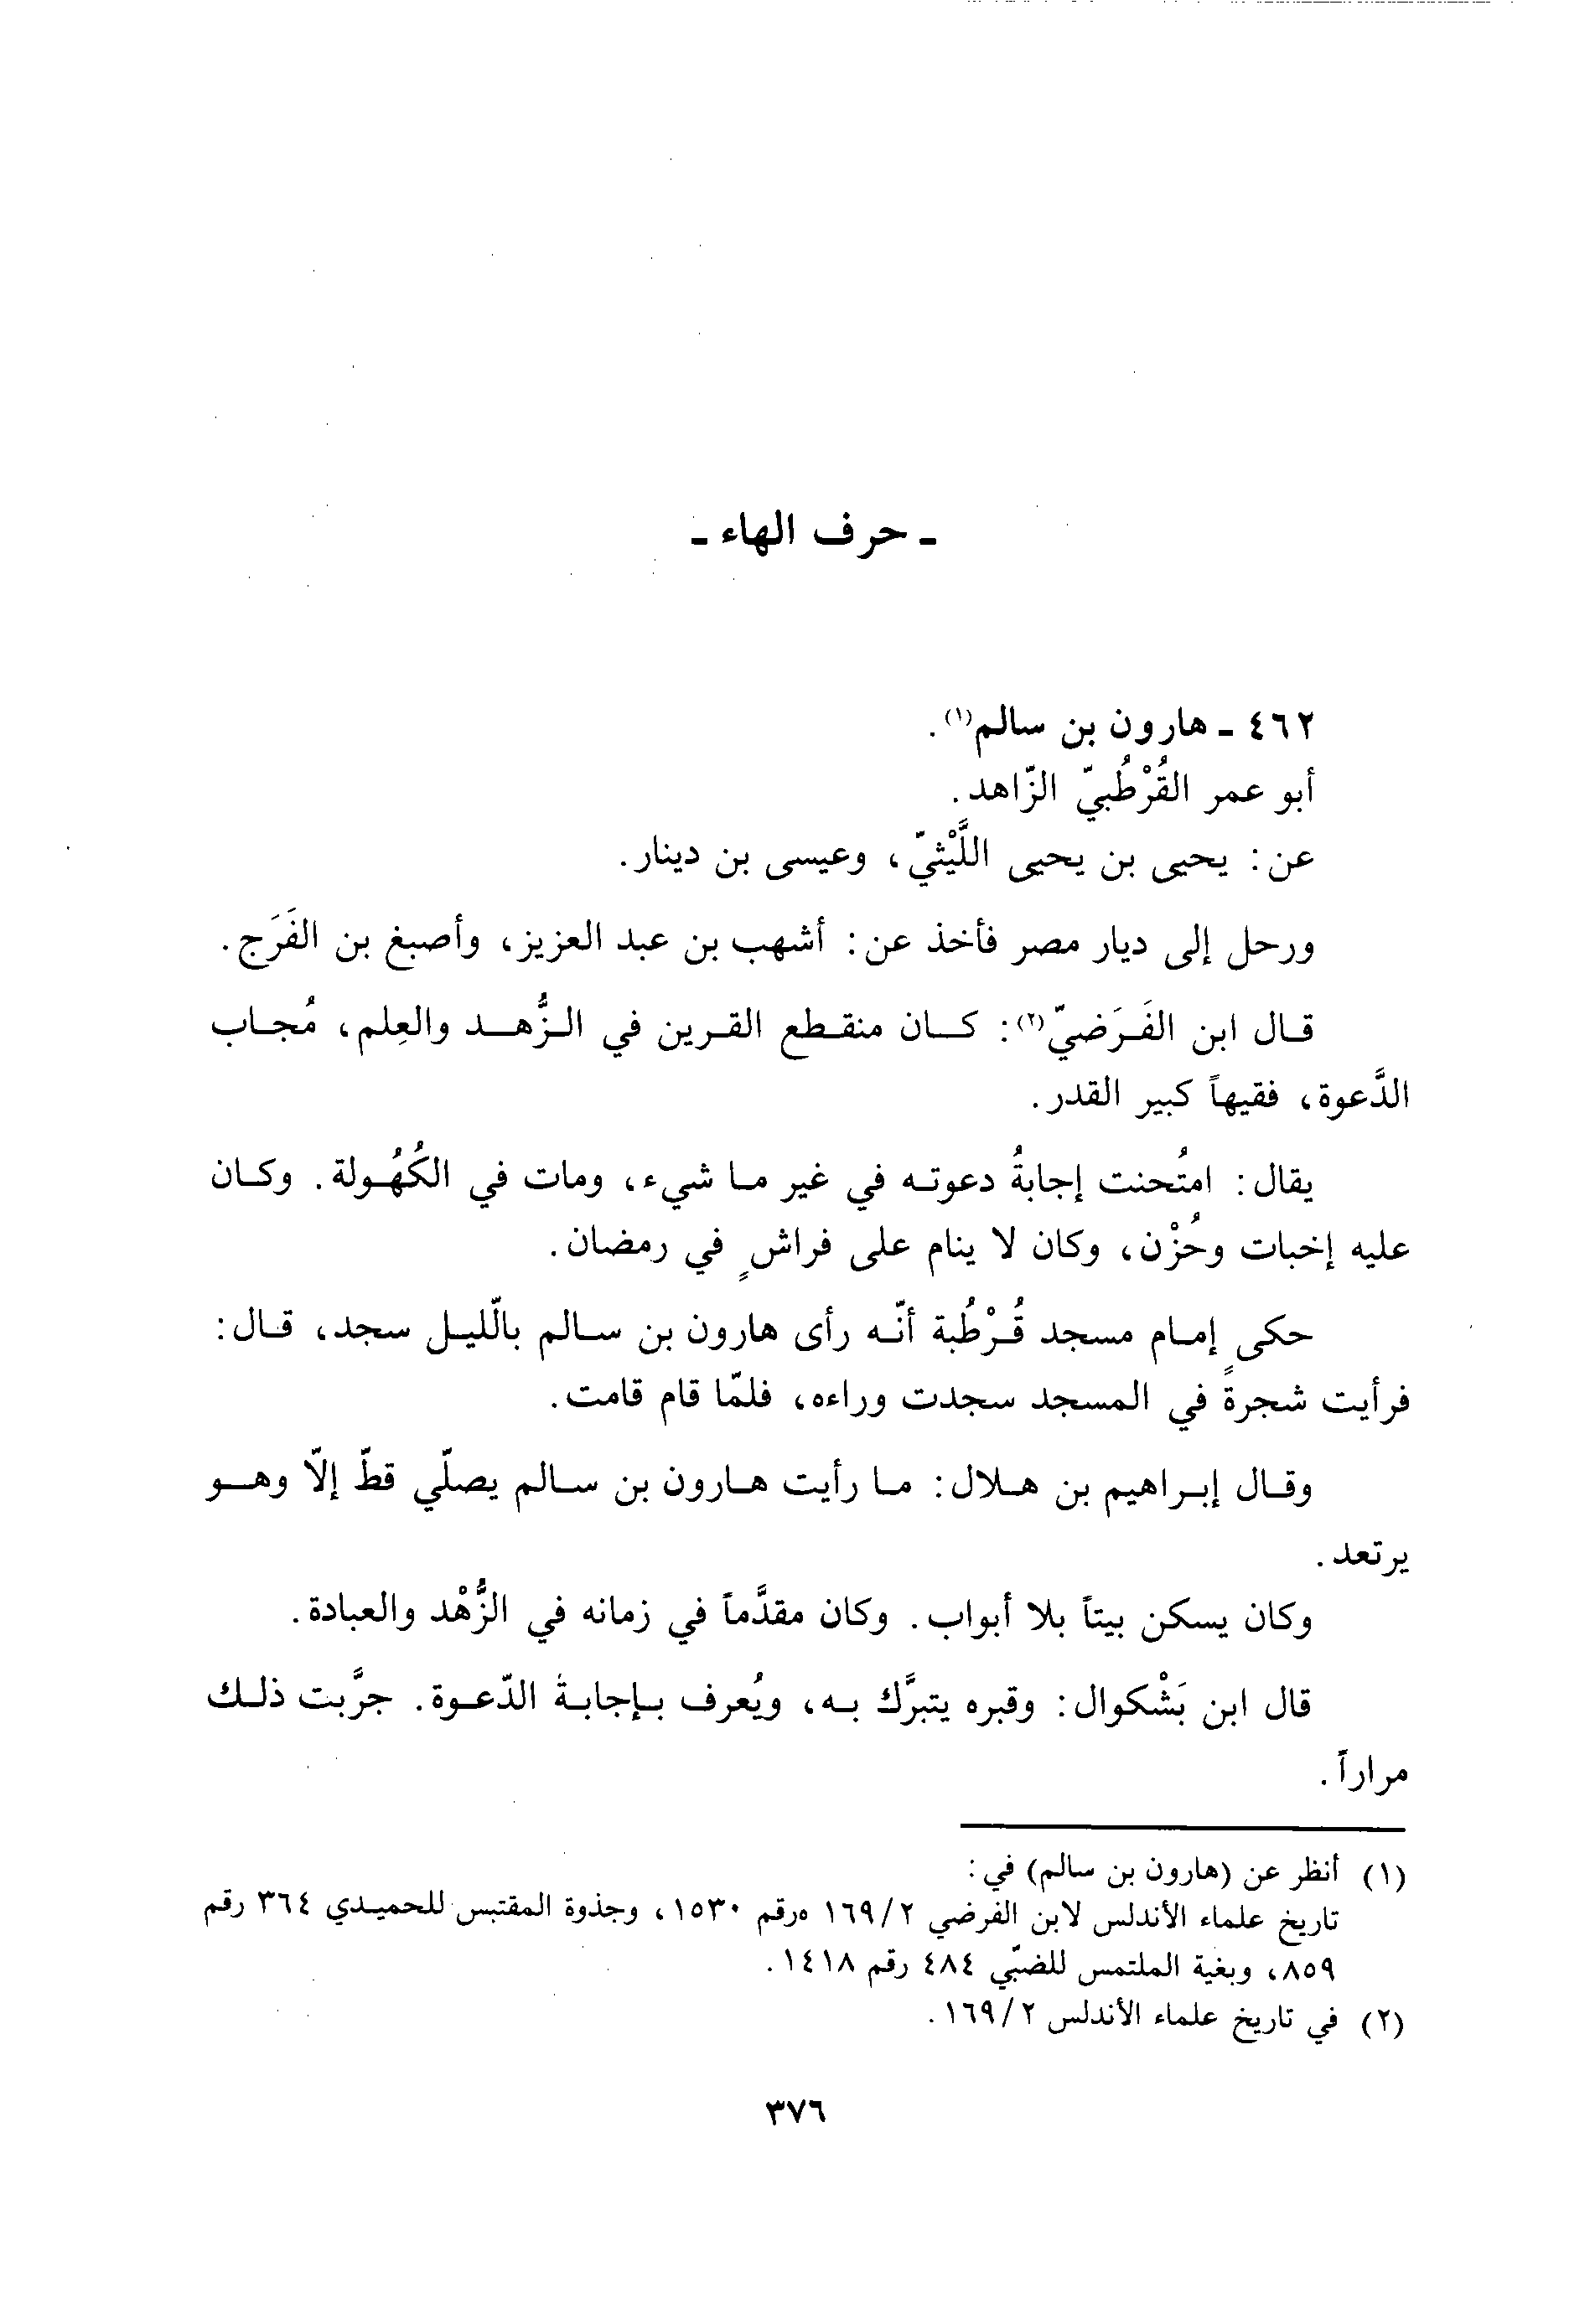 ـ حرف الهاء ـ
٤٦٢ ـ هارون بن سالم(١).
أبو عمر القُرْطُبيّ الزّاهد.
عن: يحيى بن يحيى اللَّيْثيّ، وعيسى بن دينار.
ورحل إلى ديار مصر فأخذ عن: أشهب بن عبد العزيز، وأصبغ بن الفَرَج.
قال ابن الفَرَضيّ(٢): كان منقطع القرين في الزُّهد والعِلم، مُجاب
الدَّعوة، فقيهاً كبير القدر.
يقال: امتُحنت إجابةُ دعوته في غير ما شيء، ومات في الكُهُولة. وكان
عليه إخبات وحُزْن، وكان لا ينام على فراشٍ في رمضان.
حكى إمام مسجد قُرْطُبة أنّه رأى هارون بن سالم باللّيل سجد، قال:
فرأيت شجرةً في المسجد سجدت وراءه، فلمّا قام قامت.
وقال إبراهيم بن هلال: ما رأيت هارون بن سالم يصلّي قطّ إلّا وهو
يرتعد.
وكان يسكن بيتاً بلا أبواب. وكان مقدَّماً في زمانه في الزُّهْد والعبادة.
قال ابن بَشْكوال: وقبره يتبرَّك به، ويُعرف بإجابة الدّعوة. جرَّبت ذلك
مراراً.
(١) أنظر عن (هارون بن سالم) في:
تاريخ علماء الأندلس لابن الفرضي ٢/١٦٩ ٥رقم ١٥٣٠، وجذوة المقتبس للحميدي ٣٦٤ رقم
٨٥٩، وبغية الملتمس للضبّي ٤٨٤ رقم ١٤١٨.
(٢) في تاريخ علماء الأندلس ٢/١٦٩.
٣٧٦